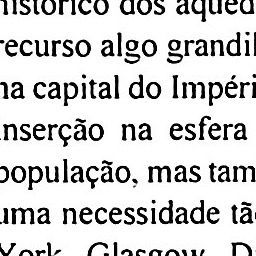 histórico dos aqued
recurso algo grandil
na capital do Impéri
inserção na esfera
população, mas tam
uma necessidade tã
York, Glasgow, D